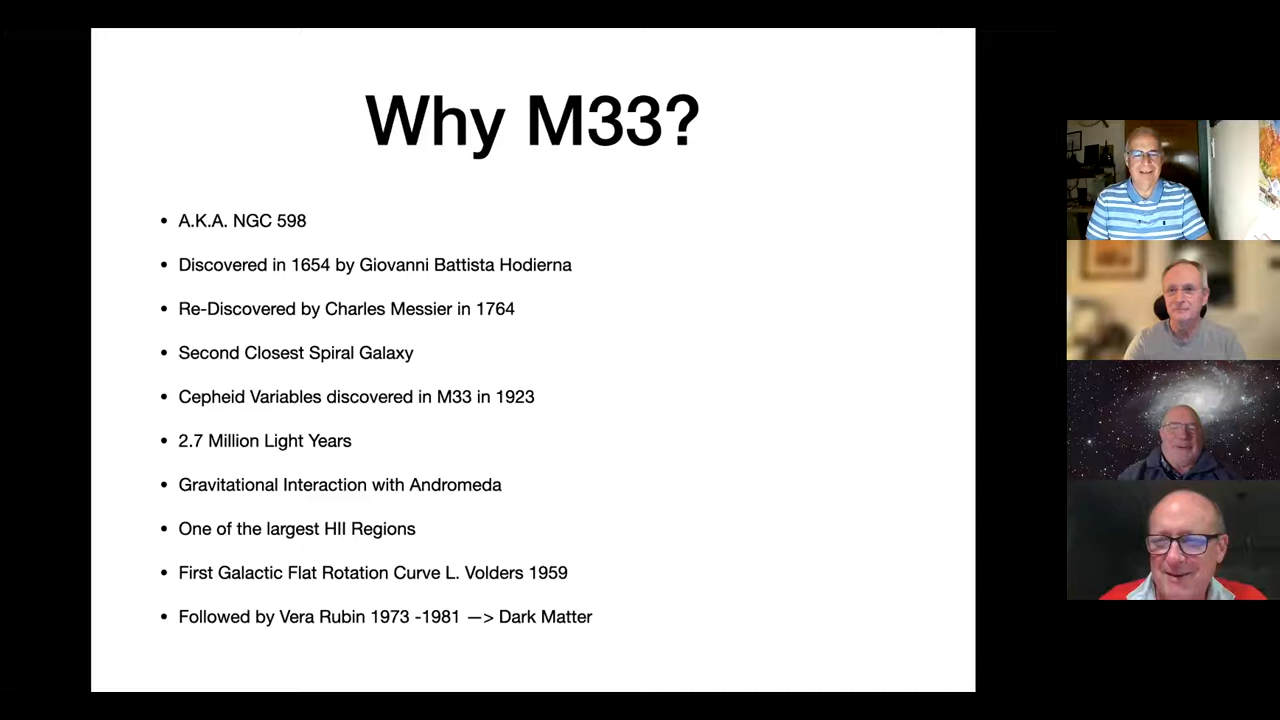 Why M33?
• A.K.A. NGC 598
• Discovered in 1654 by Giovanni Battista Hodierna
• Re-Discovered by Charles Messier in 1764
• Second Closest Spiral Galaxy
• Cepheid Variables discovered in M33 in 1923
• 2.7 Million Light Years
• Gravitational Interaction with Andromeda
• One of the largest HII Regions
• First Galactic Flat Rotation Curve L. Volders 1959
• Followed by Vera Rubin 1973 -1981 —> Dark Matter